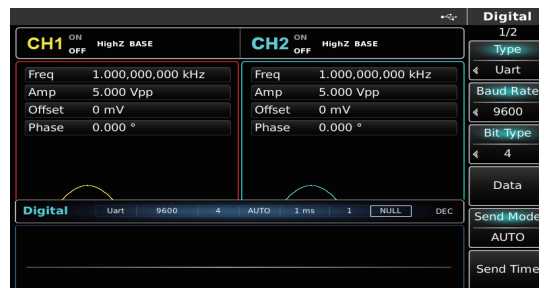 Digital
1/2
CH1 ON OFF HighZ BASE
CH2 ON OFF HighZ BASE
Freq 1.000,000,000 kHz
Amp 5.000 Vpp
Offset 0 mV
Phase 0.000 °
Freq 1.000,000,000 kHz
Amp 5.000 Vpp
Offset 0 mV
Phase 0.000 °
Digital Uart 9600 4 AUTO 1 ms 1 NULL DEC
Type
Uart
Baud Rate
9600
Bit Type
4
Data
Send Mode
AUTO
Send Time